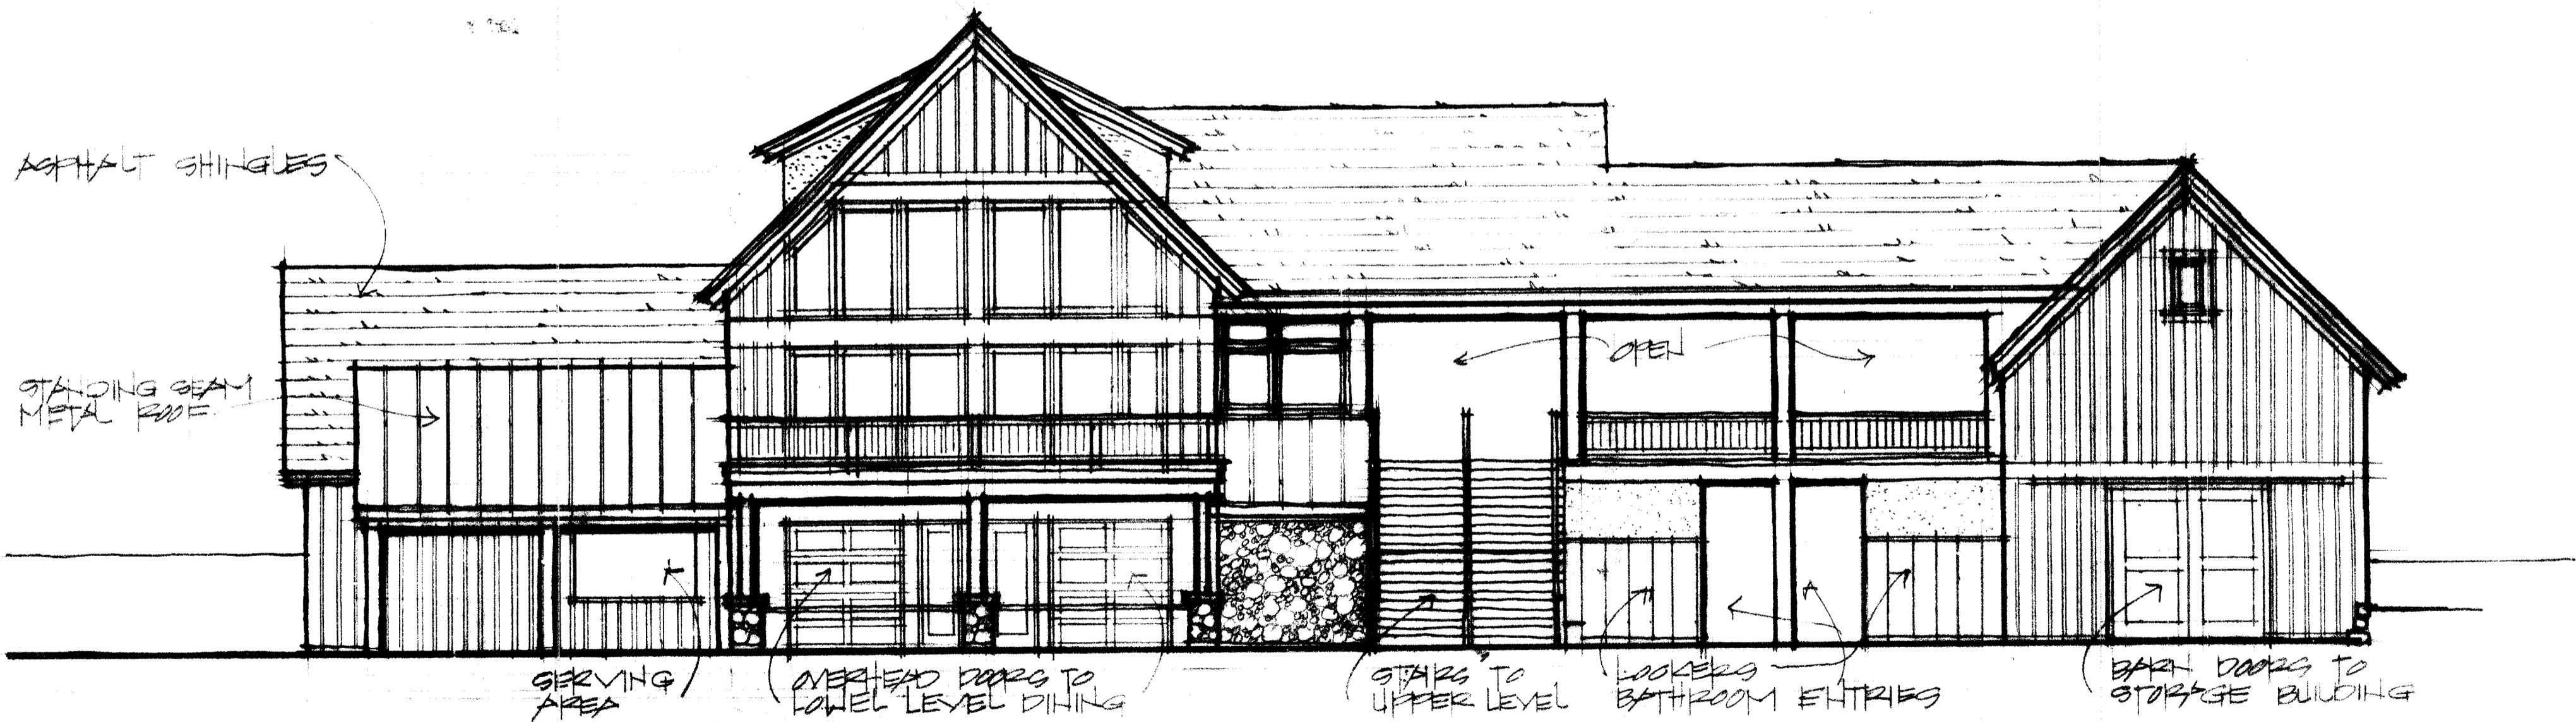 ASPHALT SHINGLES
STANDING SEAM
METAL ROOF
OPEN
SERVING
AREA
OVERHEAD DOORS TO
LOWEL LEVEL DINING
STAIRS TO
UPPER LEVEL
LOCKERS
BATHROOM ENTRIES
BARN DOORS TO
STORAGE BUILDING